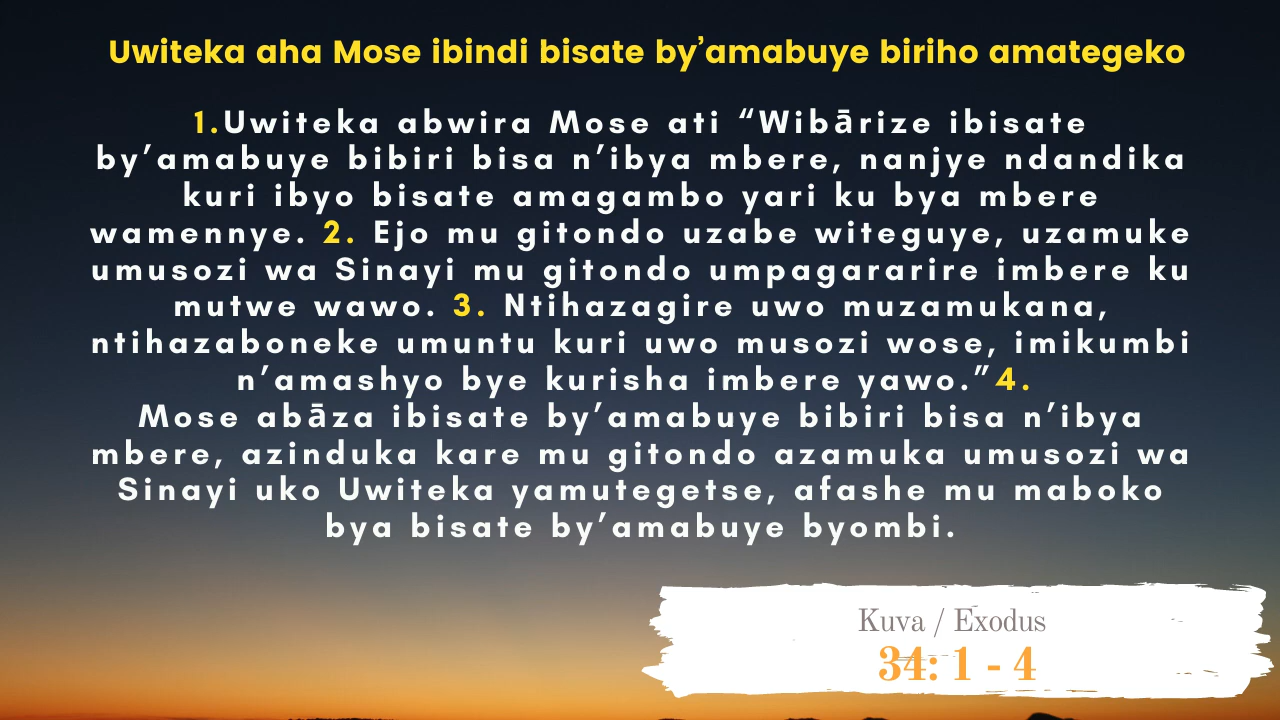 Uwiteka aha Mose ibindi bisate by’amabuye biriho amategeko
1.Uwiteka abwira Mose ati “Wibārize ibisate
by’amabuye bibiri bisa n’ibya mbere, nanjye ndandika
kuri ibyo bisate amagambo yari ku bya mbere
wamennye. 2. Ejo mu gitondo uzabe witeguye, uzamuke
umusozi wa Sinayi mu gitondo umpagararire imbere ku
mutwe wawo. 3. Ntihazagire uwo muzamukana,
ntihazaboneke umuntu kuri uwo musozi wose, imikumbi
n’amashyo bye kurisha imbere yawo.”4.
Mose abāza ibisate by’amabuye bibiri bisa n’ibya
mbere, azinduka kare mu gitondo azamuka umusozi wa
Sinayi uko Uwiteka yamutegetse, afashe mu maboko
bya bisate by’amabuye byombi.
Kuva / Exodus
34: 1 - 4